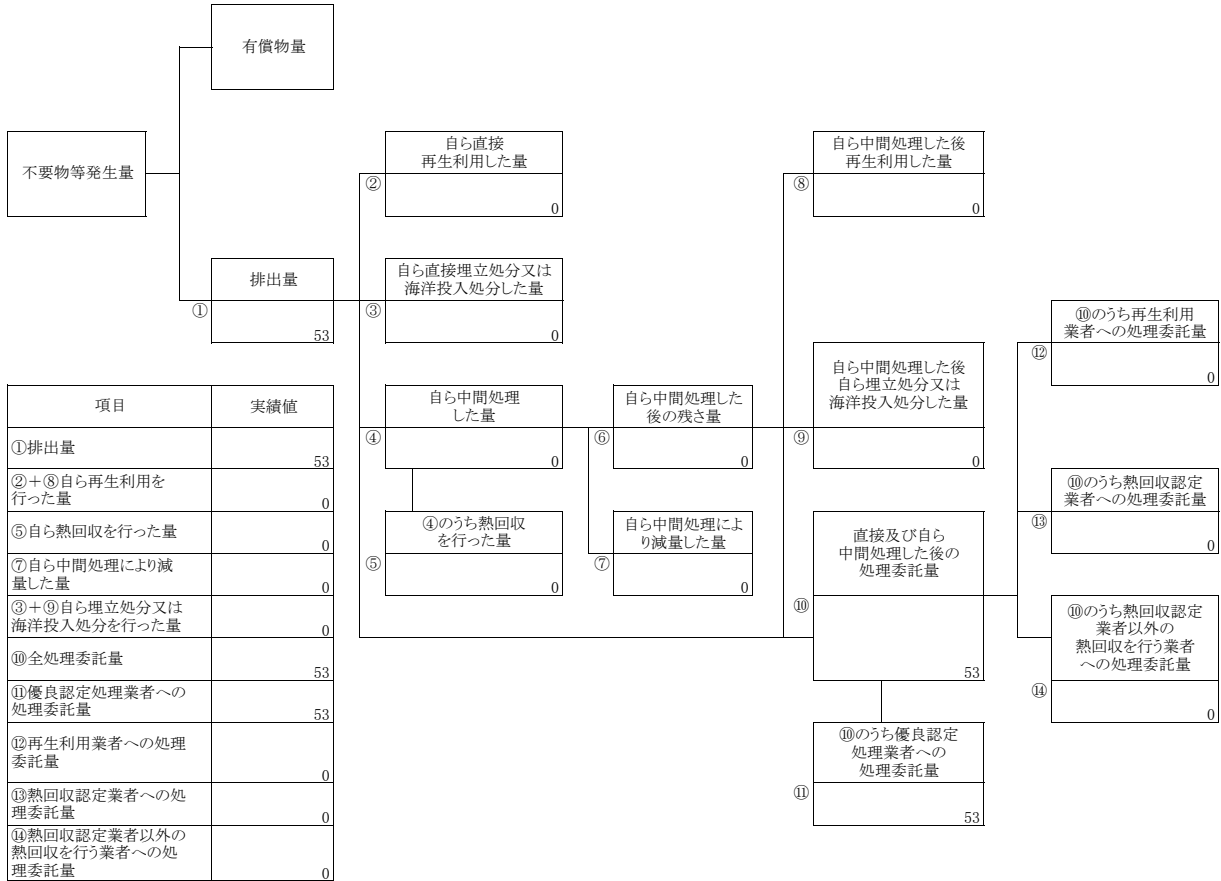 有償物量
不要物等発生量
自ら直接
再生利用した量
②
0
自ら中間処理した後
再生利用した量
⑧
0
排出量
①
53
自ら直接埋立処分又は
海洋投入処分した量
③
0
⑩のうち再生利用
業者への処理委託量
⑫
0
自ら中間処理
した量
④
0
自ら中間処理した
後の残さ量
⑥
0
自ら中間処理した後
自ら埋立処分又は
海洋投入処分した量
⑨
0
⑩のうち熱回収認定
業者への処理委託量
⑬
0
④のうち熱回収
を行った量
⑤
0
自ら中間処理によ
り減量した量
⑦
0
直接及び自ら
中間処理した後の
処理委託量
⑩
53
⑩のうち熱回収認定
業者以外の
熱回収を行う業者
への処理委託量
⑭
0
⑩のうち優良認定
処理業者への
処理委託量
⑪
53
項目
実績値
①排出量
53
②＋⑧自ら再生利用を
行った量
0
⑤自ら熱回収を行った量
0
⑦自ら中間処理により減
量した量
0
③＋⑨自ら埋立処分又は
海洋投入処分を行った量
0
⑩全処理委託量
53
⑪優良認定処理業者への
処理委託量
53
⑫再生利用業者への処理
委託量
0
⑬熱回収認定業者への処
理委託量
0
⑭熱回収認定業者以外の
熱回収を行う業者への処
理委託量
0